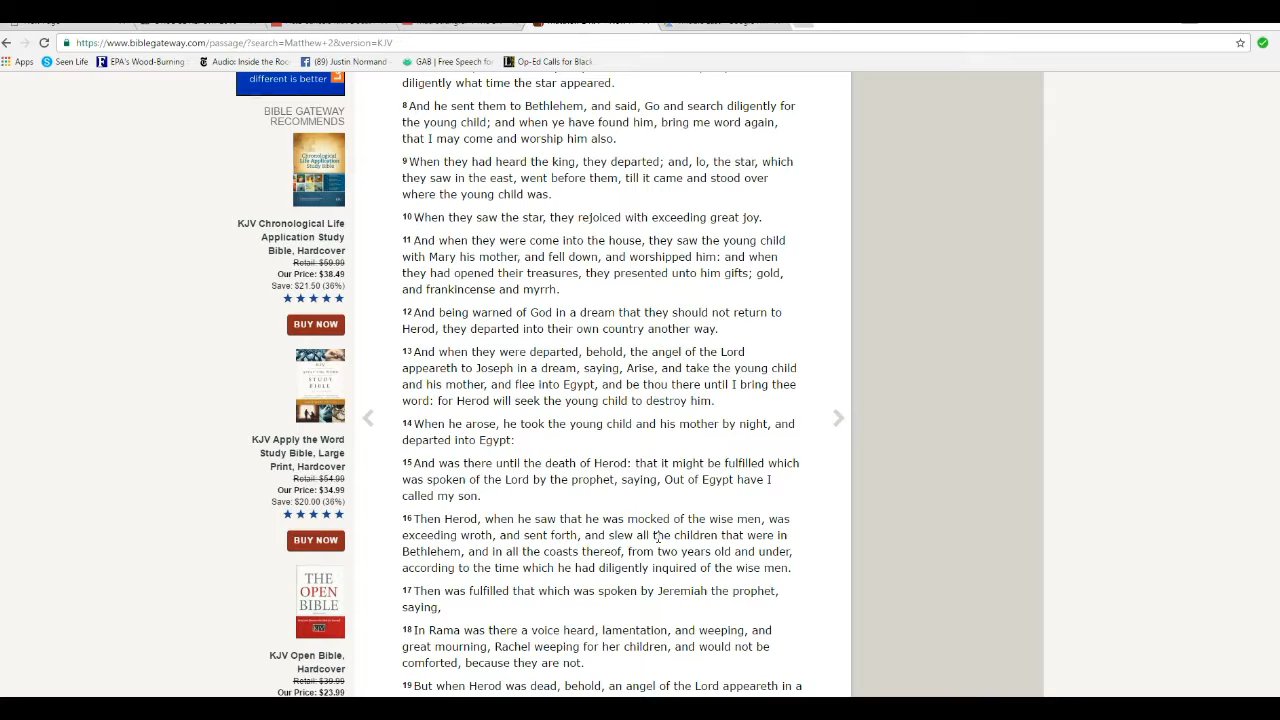 https://www.biblegateway.com/passage/?search=Matthew+2&version=KJV
Apps Seen Life EPA's Wood-Burning Audio: Inside the Ro (89) Justin Normand GAB | Free Speech fo Op-Ed Calls for Black
different is better
BIBLE GATEWAY
RECOMMENDS
KJV Chronological Life
Application Study
Bible, Hardcover
Retail: $59.99
Our Price: $38.49
Save: $21.50 (36%)
BUY NOW
STUDY
BIBLE
KJV Apply the Word
Study Bible, Large
Print, Hardcover
Retail: $54.99
Our Price: $34.99
Save: $20.00 (36%)
BUY NOW
THE
OPEN
BIBLE
KJV Open Bible,
Hardcover
Retail: $39.99
Our Price: $23.99
diligently what time the star appeared.
8 And he sent them to Bethlehem, and said, Go and search diligently for
the young child; and when ye have found him, bring me word again,
that I may come and worship him also.
9 When they had heard the king, they departed; and, lo, the star, which
they saw in the east, went before them, till it came and stood over
where the young child was.
10 When they saw the star, they rejoiced with exceeding great joy.
11 And when they were come into the house, they saw the young child
with Mary his mother, and fell down, and worshipped him: and when
they had opened their treasures, they presented unto him gifts; gold,
and frankincense and myrrh.
12 And being warned of God in a dream that they should not return to
Herod, they departed into their own country another way.
13 And when they were departed, behold, the angel of the Lord
appeareth to Joseph in a dream, saying, Arise, and take the young child
and his mother, and flee into Egypt, and be thou there until I bring thee
word: for Herod will seek the young child to destroy him.
14 When he arose, he took the young child and his mother by night, and
departed into Egypt:
15 And was there until the death of Herod: that it might be fulfilled which
was spoken of the Lord by the prophet, saying, Out of Egypt have I
called my son.
16 Then Herod, when he saw that he was mocked of the wise men, was
exceeding wroth, and sent forth, and slew all the children that were in
Bethlehem, and in all the coasts thereof, from two years old and under,
according to the time which he had diligently inquired of the wise men.
17 Then was fulfilled that which was spoken by Jeremiah the prophet,
saying,
18 In Rama was there a voice heard, lamentation, and weeping, and
great mourning, Rachel weeping for her children, and would not be
comforted, because they are not.
19 But when Herod was dead, behold, an angel of the Lord appeareth in a